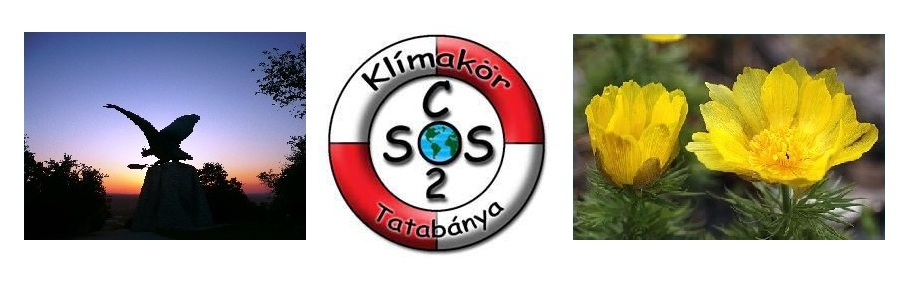 Klímakör
C
SOS
2
Tatabánya